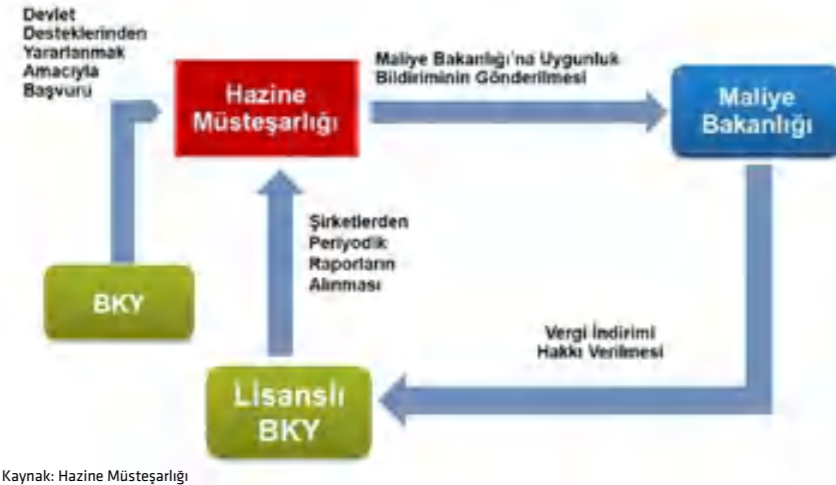 Devlet
Desteklerinden
Yararlanmak
Amacıyla
Başvuru
Hazine
Müsteşarlığı
Maliye Bakanlığı'na Uygunluk
Bildiriminin Gönderilmesi
Maliye
Bakanlığı
Şirketlerden
Periyodik
Raporların
Alınması
BKY
Vergi İndirimi
Hakkı Verilmesi
Lisanslı
BKY
Kaynak: Hazine Müsteşarlığı